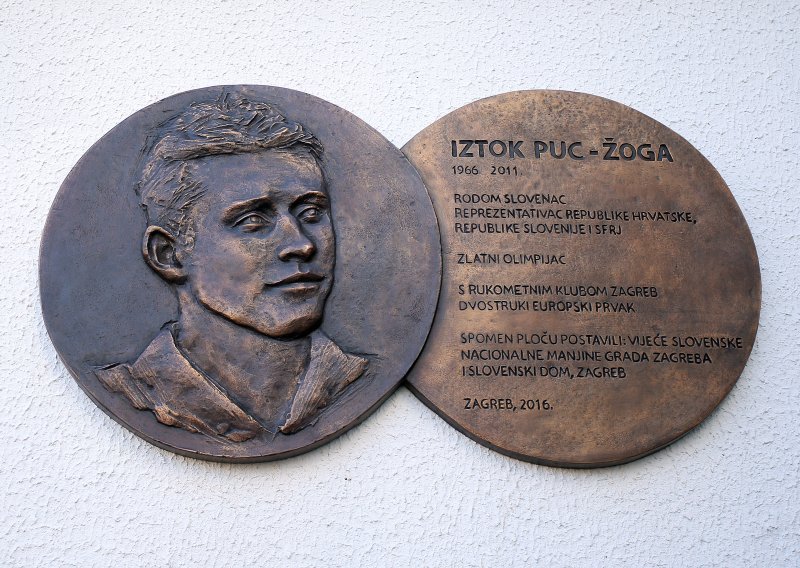 IZTOK PUC - ŽOGA
1966 2011.
RODOM SLOVENAC
REPREZENTATIVAC REPUBLIKE HRVATSKE,
REPUBLIKE SLOVENIJE I SFRJ
ZLATNI OLIMPIJAC
S RUKOMETNIM KLUBOM ZAGREB
DVOSTRUKI EUROPSKI PRVAK
SPOMEN PLOČU POSTAVILI: VIJEĆE SLOVENSKE
NACIONALNE MANJINE GRADA ZAGREBA
I SLOVENSKI DOM, ZAGREB
ZAGREB, 2016.